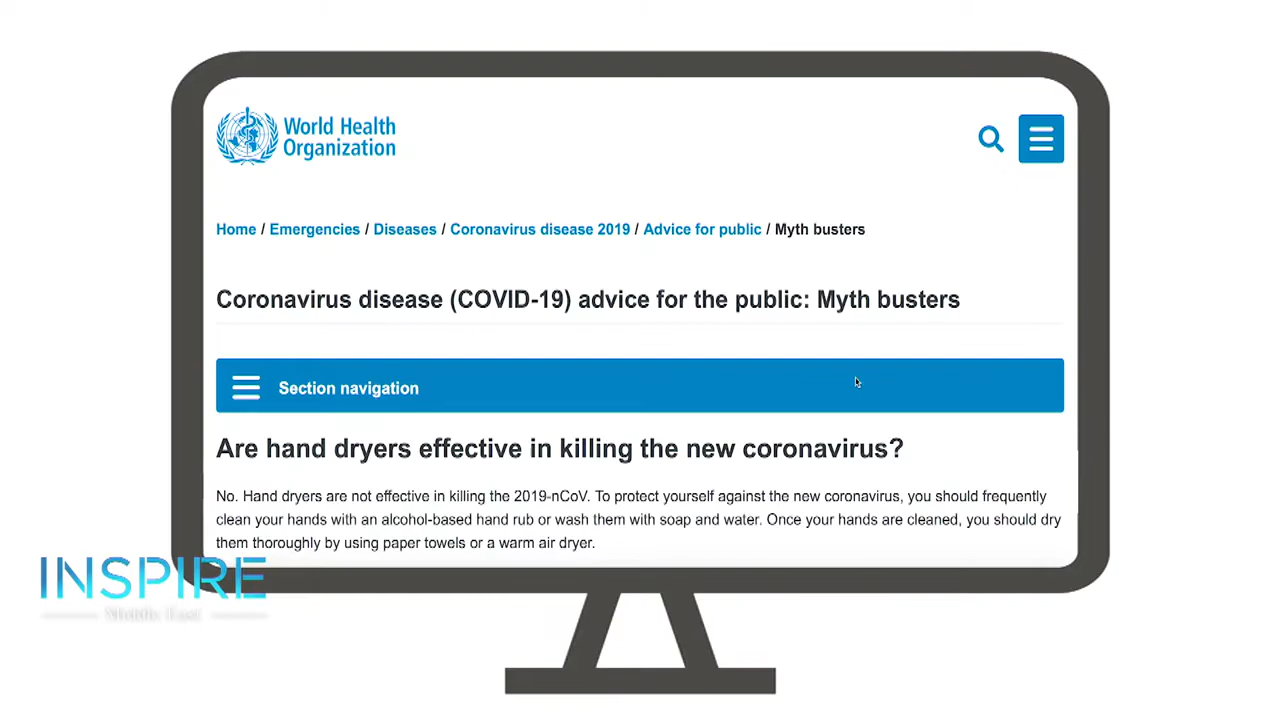 World Health
Organization
Home / Emergencies / Diseases / Coronavirus disease 2019 / Advice for public / Myth busters
Coronavirus disease (COVID-19) advice for the public: Myth busters
Section navigation
Are hand dryers effective in killing the new coronavirus?
No. Hand dryers are not effective in killing the 2019-nCoV. To protect yourself against the new coronavirus, you should frequently
clean your hands with an alcohol-based hand rub or wash them with soap and water. Once your hands are cleaned, you should dry
them thoroughly by using paper towels or a warm air dryer.
INSPIRE
Middle East